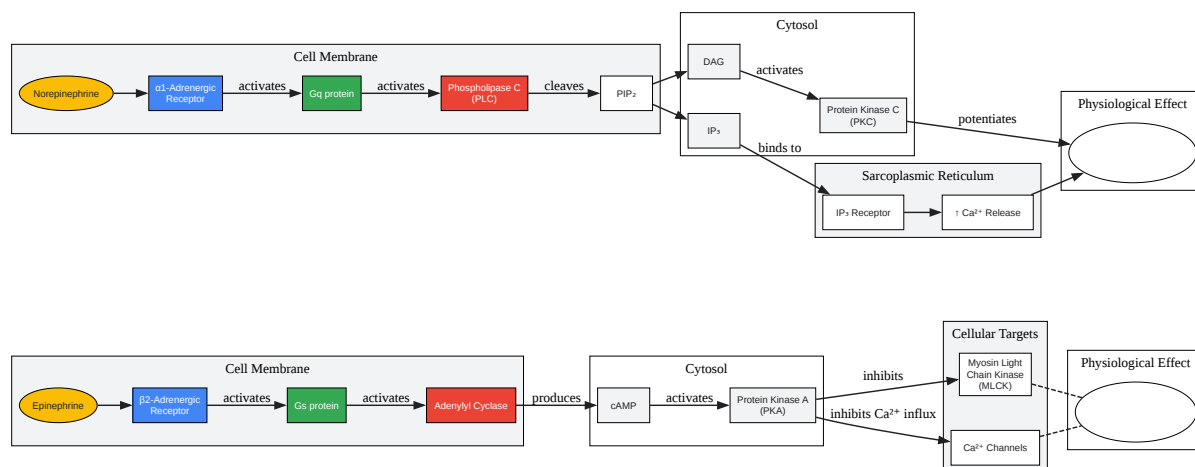 Cell Membrane
Norepinephrine
α1-Adrenergic
Receptor
activates
Gq protein
activates
Phospholipase C
(PLC)
cleaves
PIP₂
Cytosol
DAG
activates
Protein Kinase C
(PKC)
IP₃
binds to
potentiates
Sarcoplasmic Reticulum
IP₃ Receptor
↑ Ca²⁺ Release
Physiological Effect
Cell Membrane
Epinephrine
β2-Adrenergic
Receptor
activates
Gs protein
activates
Adenylyl Cyclase
produces
Cytosol
cAMP
activates
Protein Kinase A
(PKA)
inhibits
inhibits Ca²⁺ influx
Cellular Targets
Myosin Light
Chain Kinase
(MLCK)
Ca²⁺ Channels
Physiological Effect